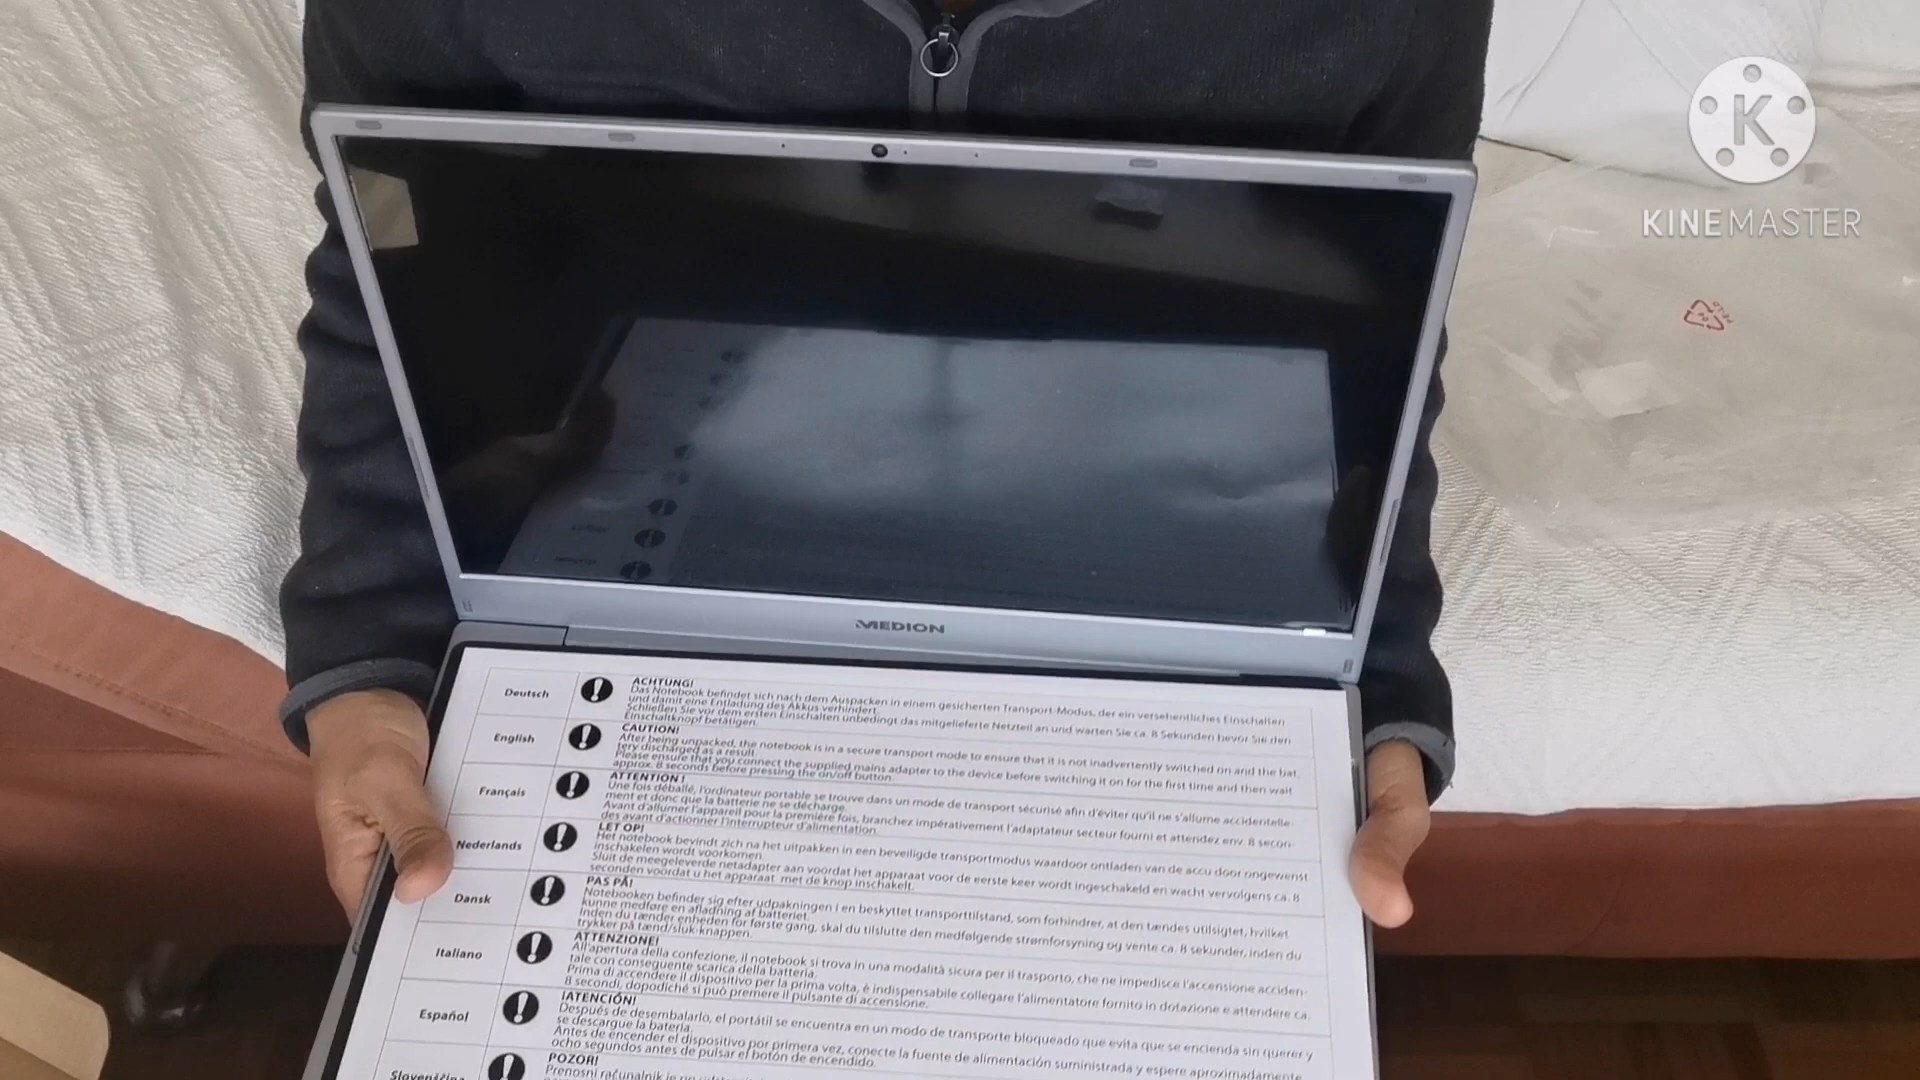 K
KINEMASTER
MEDION
Deutsch
ACHTUNG!
Das Notebook befindet sich nach dem Auspacken in einem gesicherten Transport-Modus, der ein versehentliches Einschalten
und damit eine Entladung des Akkus verhindert.
Schließen Sie vor dem ersten Einschalten unbedingt das mitgelieferte Netzteil an und warten Sie ca. 8 Sekunden bevor Sie den
Einschaltknopf betätigen.
English
CAUTION!
After being unpacked, the notebook is in a secure transport mode to ensure that it is not inadvertently switched on and the bat-
tery discharged as a result.
Please ensure that you connect the supplied mains adapter to the device before switching it on for the first time and then wait
approx. 8 seconds before pressing the on/off button.
Français
ATTENTION !
Une fois déballé, l'ordinateur portable se trouve dans un mode de transport sécurisé afin d'éviter qu'il ne s'allume accidentelle-
ment et donc que la batterie ne se décharge.
Avant d'allumer l'appareil pour la première fois, branchez impérativement l'adaptateur secteur fourni et attendez env. 8 secon-
des avant d'actionner l'interrupteur d'alimentation.
Nederlands
LET OP!
Het notebook bevindt zich na het uitpakken in een beveiligde transportmodus waardoor ontladen van de accu door ongewenst
inschakelen wordt voorkomen.
Sluit de meegeleverde netadapter aan voordat het apparaat voor de eerste keer wordt ingeschakeld en wacht vervolgens ca. 8
seconden voordat u het apparaat met de knop inschakelt.
Dansk
PAS PÅ!
Notebooken befinder sig efter udpakningen i en beskyttet transporttilstand, som forhindrer, at den tændes utilsigtet, hvilket
kunne medføre en afladning af batteriet.
Inden du tænder enheden for første gang, skal du tilslutte den medfølgende strømforsyning og vente ca. 8 sekunder, inden du
trykker på tænd/sluk-knappen.
Italiano
ATTENZIONE!
All'apertura della confezione, il notebook si trova in una modalità sicura per il trasporto, che ne impedisce l'accensione acciden-
tale con conseguente scarica della batteria.
Prima di accendere il dispositivo per la prima volta, è indispensabile collegare l'alimentatore fornito in dotazione e attendere ca.
8 secondi, dopodiché si può premere il pulsante di accensione.
Español
¡ATENCIÓN!
Después de desembalarlo, el portátil se encuentra en un modo de transporte bloqueado que evita que se encienda sin querer y
se descargue la batería.
Antes de encender el dispositivo por primera vez, conecte la fuente de alimentación suministrada y espere aproximadamente
ocho segundos antes de pulsar el botón de encendido.
Slovenščina
POZOR!
Prenosni računalnik je po